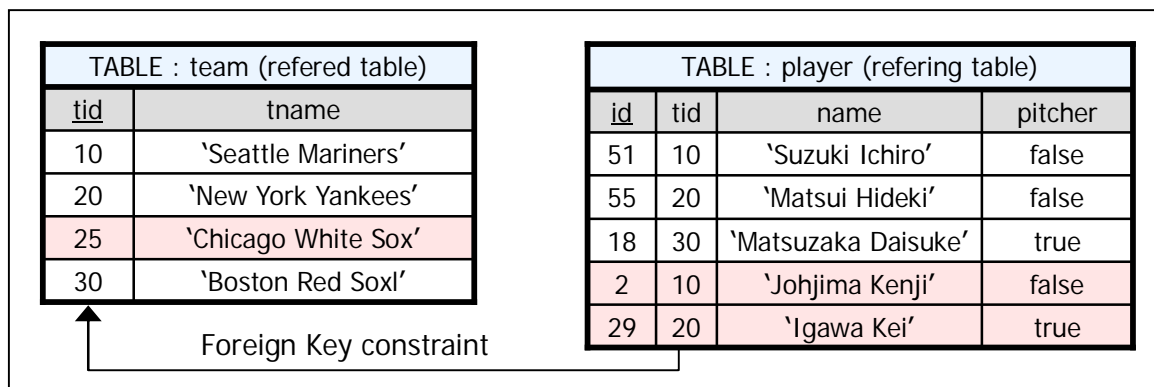 TABLE : team (refered table)
tid tname
10 ‵Seattle Mariners′
20 ‵New York Yankees′
25 ‵Chicago White Sox′
30 ‵Boston Red Soxl′
Foreign Key constraint
TABLE : player (refering table)
id tid name pitcher
51 10 ‵Suzuki Ichiro′ false
55 20 ‵Matsui Hideki′ false
18 30 ‵Matsuzaka Daisuke′ true
2 10 ‵Johjima Kenji′ false
29 20 ‵Igawa Kei′ true